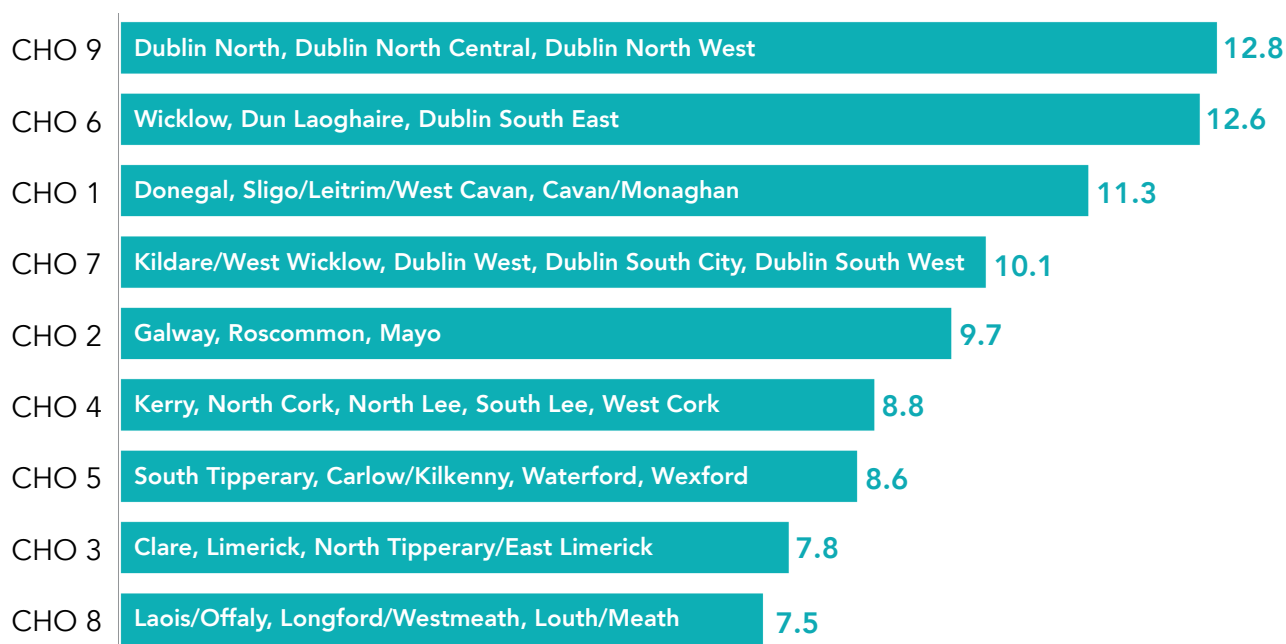 CHO 9 Dublin North, Dublin North Central, Dublin North West 12.8
CHO 6 Wicklow, Dun Laoghaire, Dublin South East 12.6
CHO 1 Donegal, Sligo/Leitrim/West Cavan, Cavan/Monaghan 11.3
CHO 7 Kildare/West Wicklow, Dublin West, Dublin South City, Dublin South West 10.1
CHO 2 Galway, Roscommon, Mayo 9.7
CHO 4 Kerry, North Cork, North Lee, South Lee, West Cork 8.8
CHO 5 South Tipperary, Carlow/Kilkenny, Waterford, Wexford 8.6
CHO 3 Clare, Limerick, North Tipperary/East Limerick 7.8
CHO 8 Laois/Offaly, Longford/Westmeath, Louth/Meath 7.5